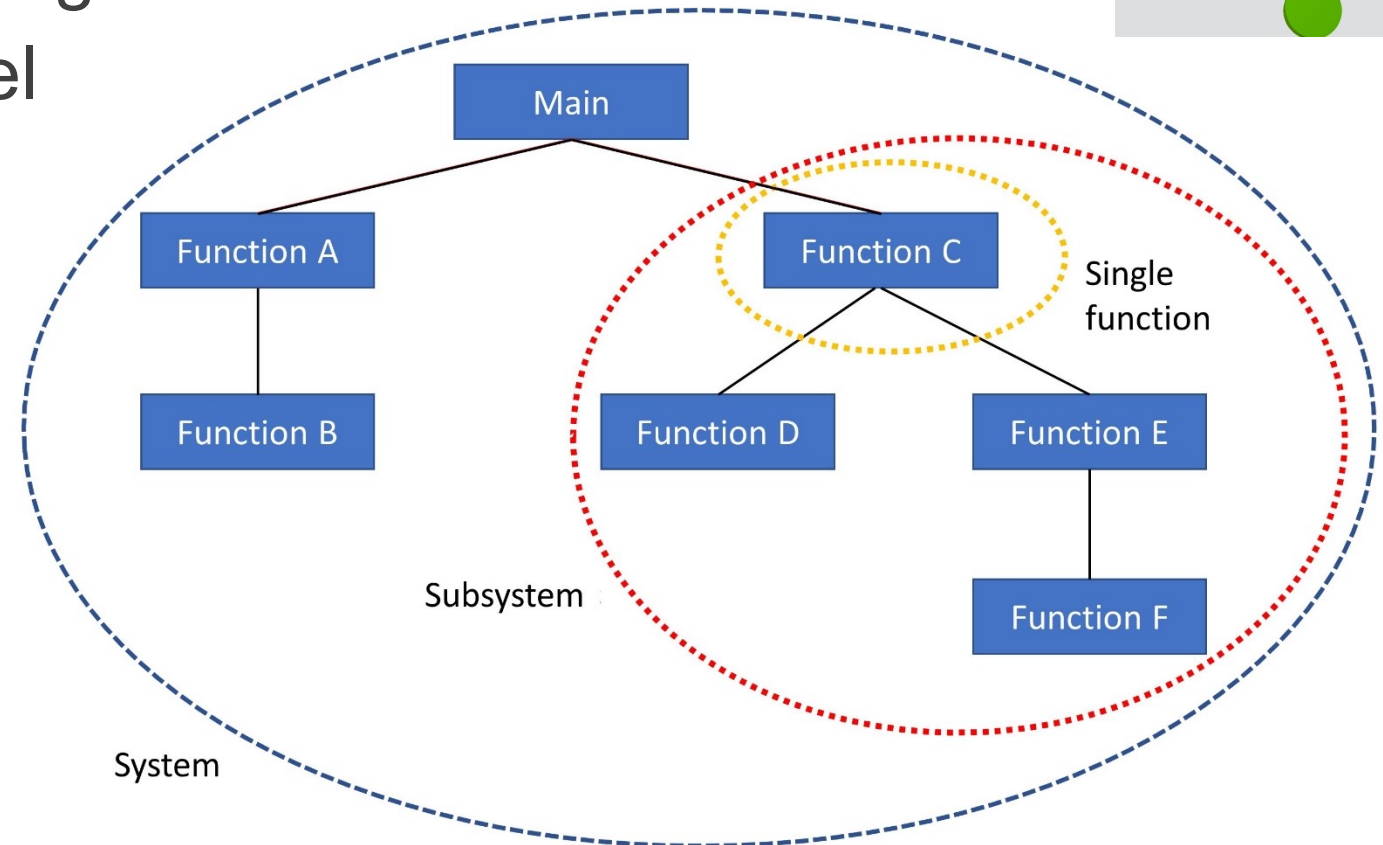 el
Main
Function A
Function C
Single
function
Function B
Function D
Function E
Subsystem
Function F
System